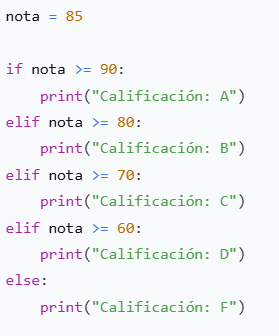 nota = 85

if nota >= 90:
    print("Calificación: A")
elif nota >= 80:
    print("Calificación: B")
elif nota >= 70:
    print("Calificación: C")
elif nota >= 60:
    print("Calificación: D")
else:
    print("Calificación: F")